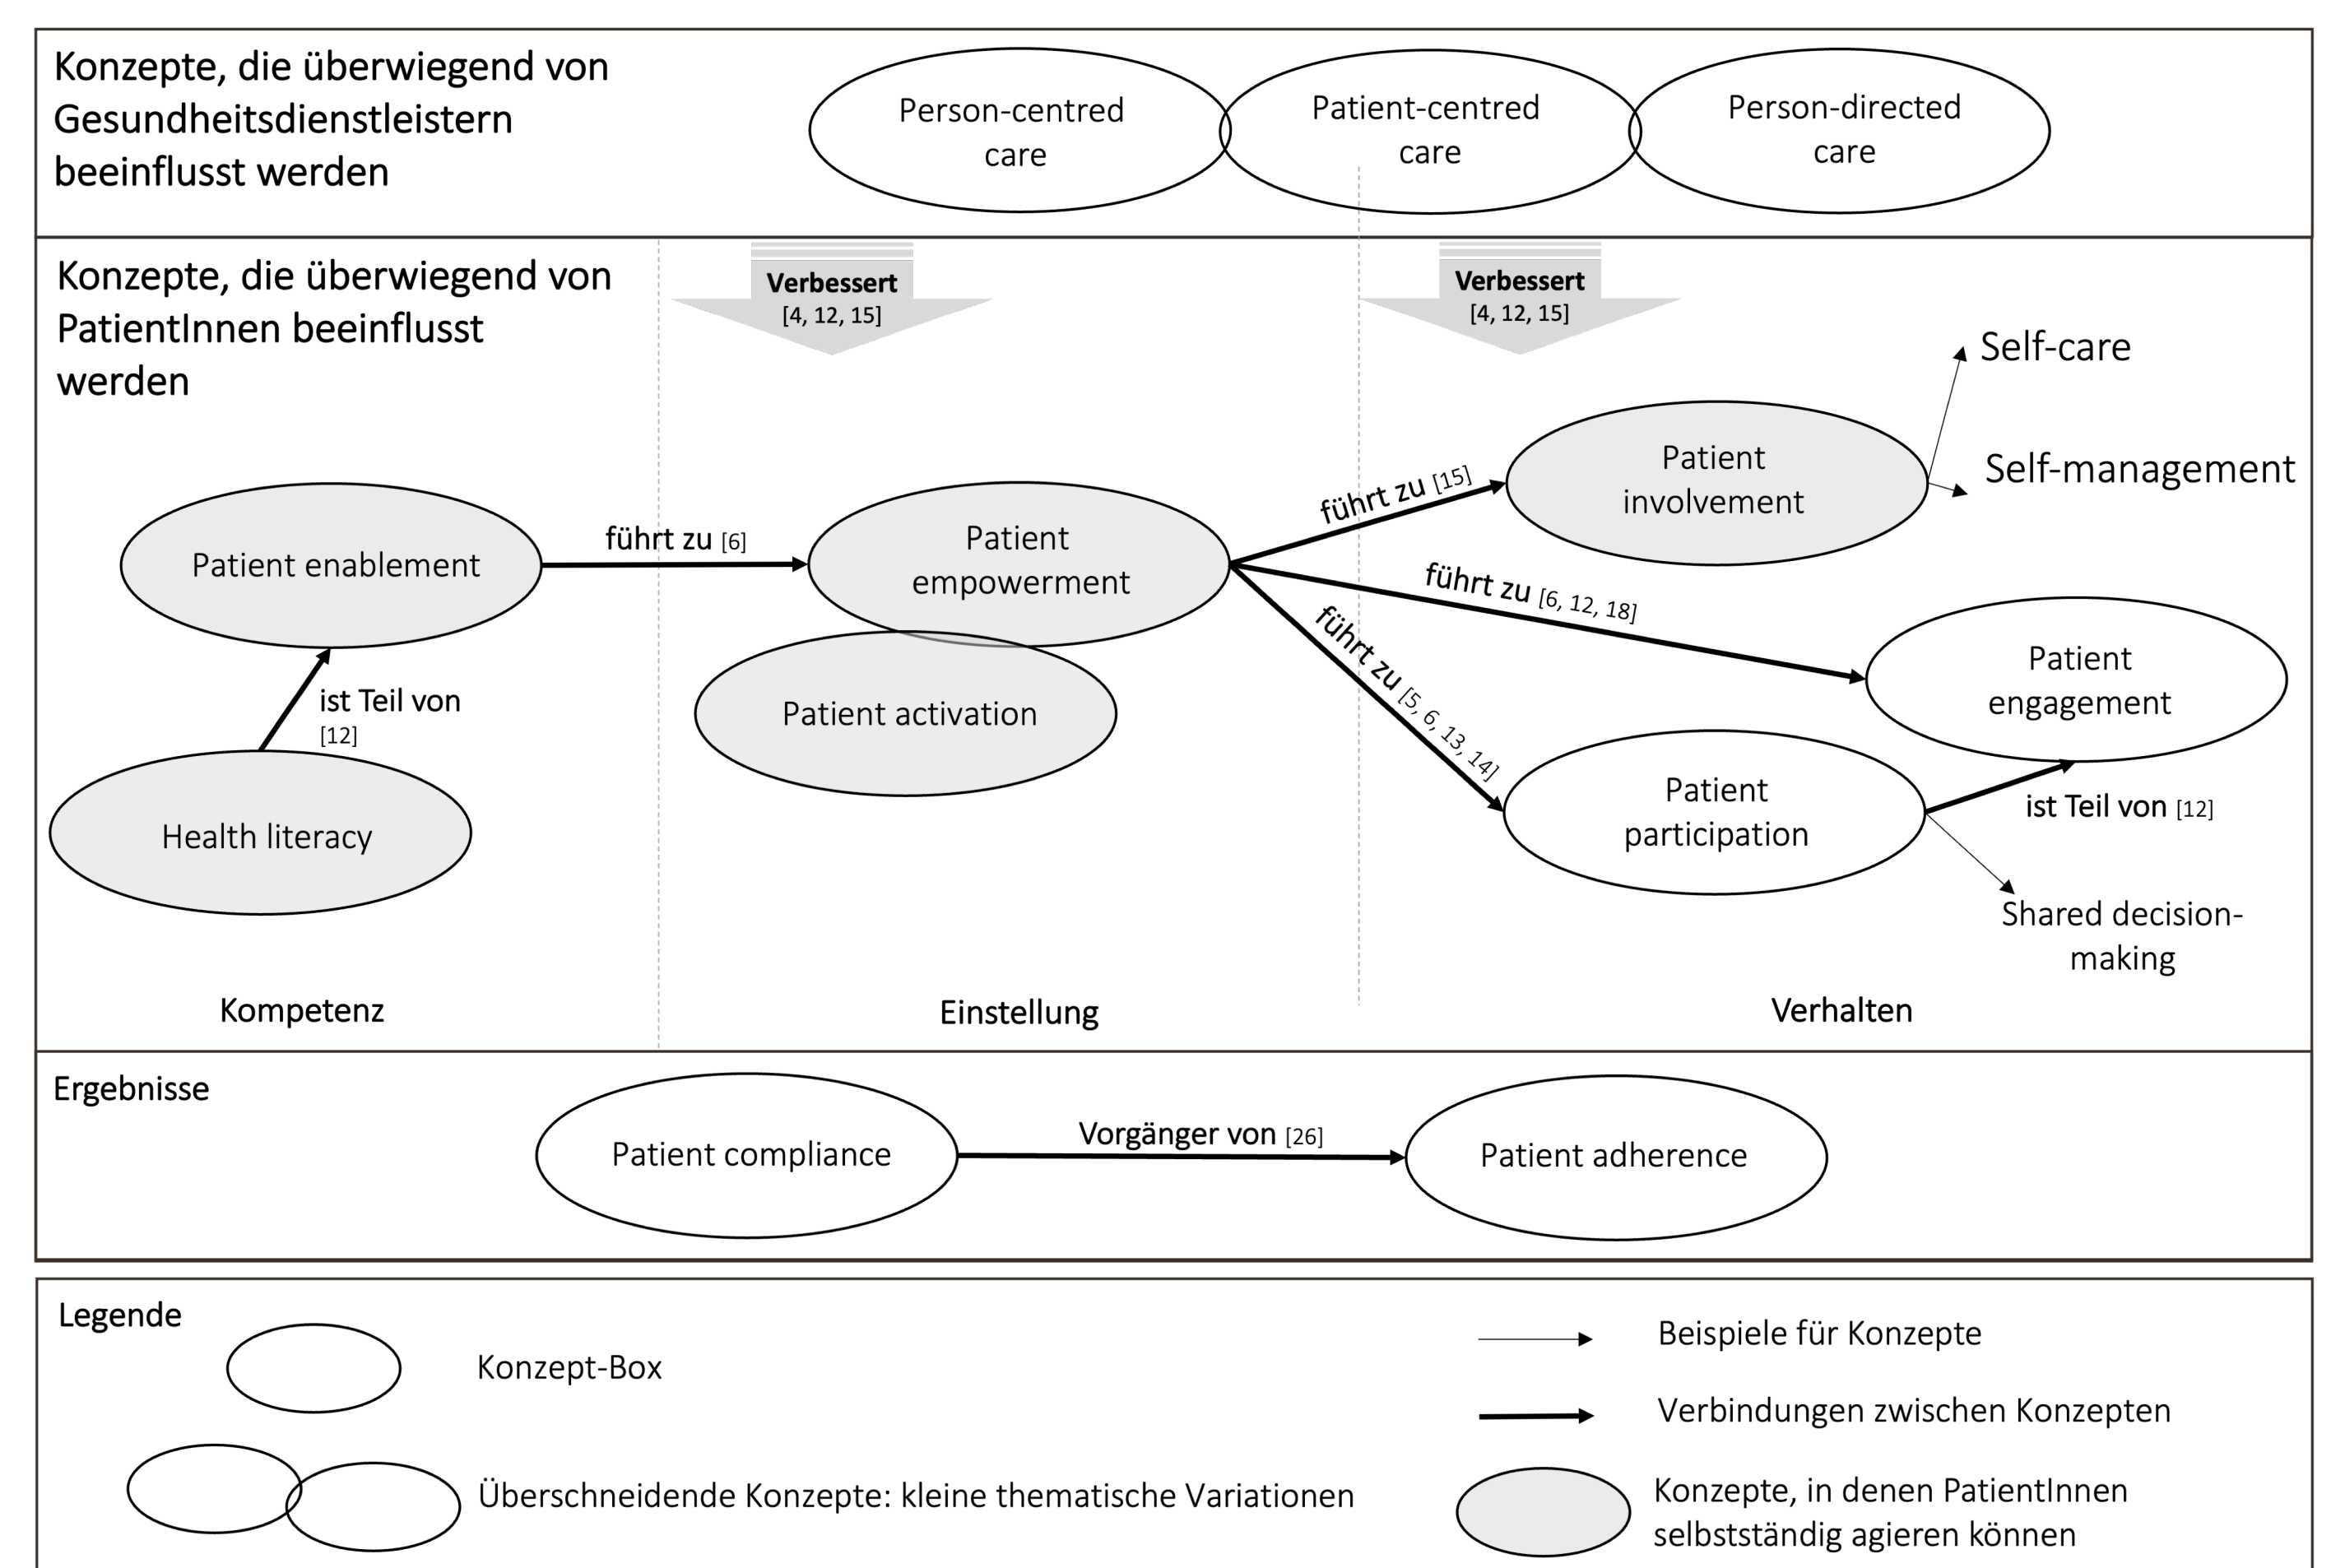 Konzepte, die überwiegend von
Gesundheitsdienstleistern
beeinflusst werden
Person-centred
care
Patient-centred
care
Person-directed
care
Konzepte, die überwiegend von
PatientInnen beeinflusst
werden
Verbessert
[4, 12, 15]
Verbessert
[4, 12, 15]
Self-care
Self-management
Patient
involvement
führt zu [15]
Patient enablement
führt zu [6]
Patient
empowerment
führt zu [6, 12, 18]
führt zu [5, 6, 13, 14]
Patient
engagement
ist Teil von
[12]
Patient activation
Health literacy
Patient
participation
ist Teil von [12]
Shared decision-
making
Kompetenz
Einstellung
Verhalten
Ergebnisse
Patient compliance
Vorgänger von [26]
Patient adherence
Legende
Konzept-Box
Überschneidende Konzepte: kleine thematische Variationen
Beispiele für Konzepte
Verbindungen zwischen Konzepten
Konzepte, in denen PatientInnen
selbstständig agieren können